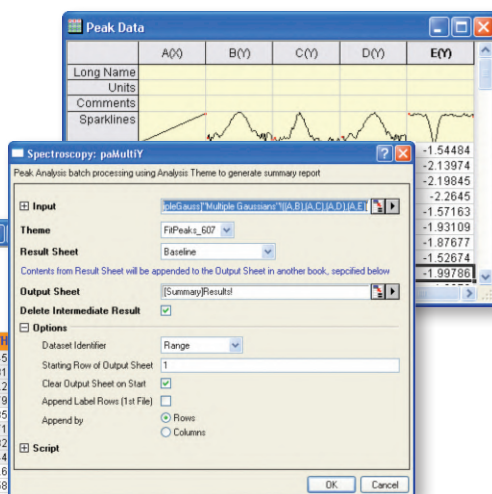 Peak Data
A(X) B(Y) C(Y) D(Y) E(Y)
Long Name
Units
Comments
Sparklines
-1.54484
-2.13974
-2.19845
-2.2645
-1.57163
-1.93109
-1.87677
-1.52674
-1.99786
Spectroscopy: paMultiY
Peak Analysis batch processing using Analysis Theme to generate summary report
Input pleGauss]"Multiple Gaussians"!((A,B),(A,C),(A,D),(A,E)
Theme FitPeaks_607
Result Sheet Baseline
Contents from Result Sheet will be appended to the Output Sheet in another book, sepcified below
Output Sheet [Summary]Results!
Delete Intermediate Result
Options
Dataset Identifier Range
Starting Row of Output Sheet 1
Clear Output Sheet on Start
Append Label Rows (1st File)
Append by Rows
Columns
Script
OK Cancel